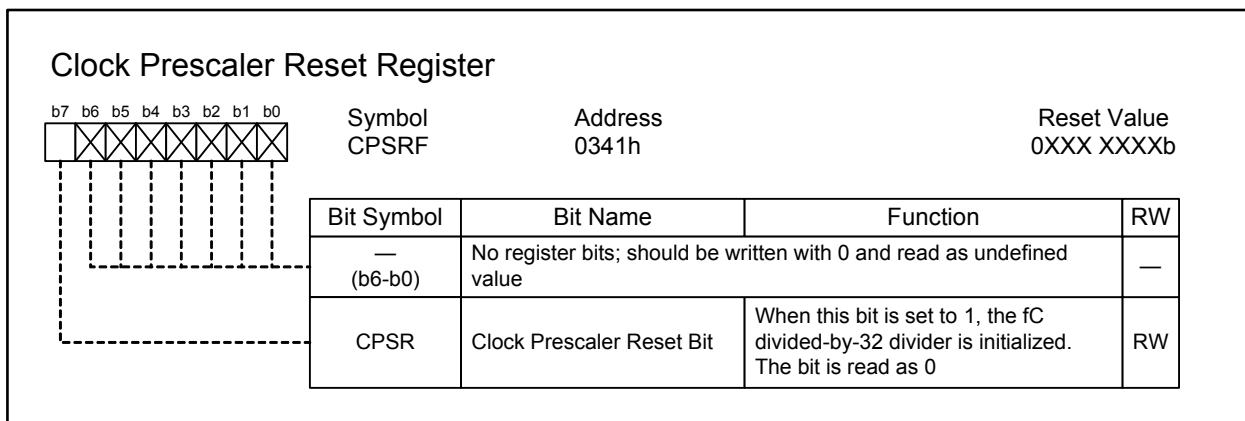 Clock Prescaler Reset Register
b7 b6 b5 b4 b3 b2 b1 b0
Symbol Address Reset Value
CPSRF 0341h 0XXX XXXXb
Bit Symbol Bit Name Function RW
—
(b6-b0)
No register bits; should be written with 0 and read as undefined
value
—
CPSR
Clock Prescaler Reset Bit
When this bit is set to 1, the fC
divided-by-32 divider is initialized.
The bit is read as 0
RW